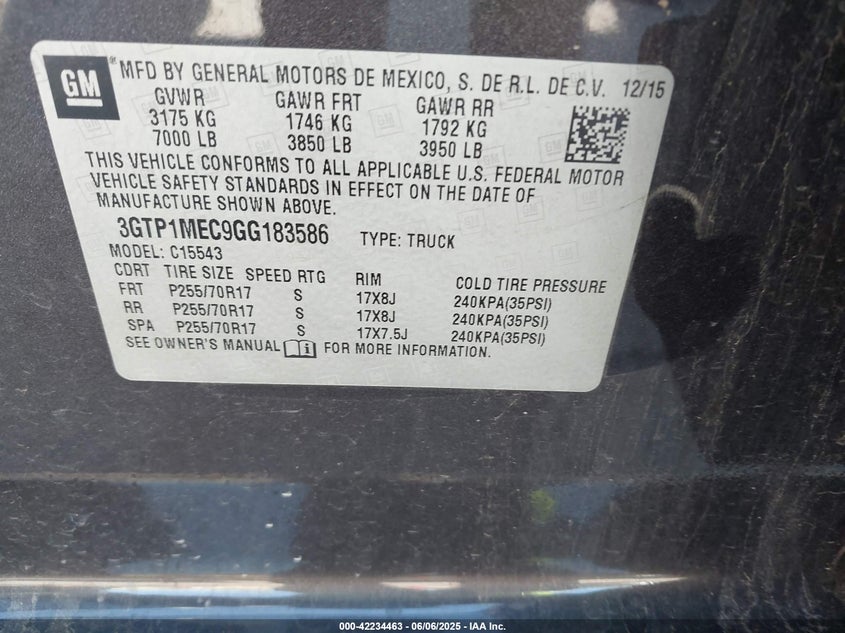 GM
MFD BY GENERAL MOTORS DE MEXICO, S. DE R.L. DE C.V. 12/15
GVWR GAWR FRT GAWR RR
3175 KG 1746 KG 1792 KG
7000 LB 3850 LB 3950 LB
THIS VEHICLE CONFORMS TO ALL APPLICABLE U.S. FEDERAL MOTOR
VEHICLE SAFETY STANDARDS IN EFFECT ON THE DATE OF
MANUFACTURE SHOWN ABOVE.
3GTP1MEC9GG183586 TYPE: TRUCK
MODEL: C15543
CDRT TIRE SIZE SPEED RTG RIM COLD TIRE PRESSURE
FRT P255/70R17 S 17X8J 240KPA(35PSI)
RR P255/70R17 S 17X8J 240KPA(35PSI)
SPA P255/70R17 S 17X7.5J 240KPA(35PSI)
SEE OWNER'S MANUAL FOR MORE INFORMATION.
000-42234463 - 06/06/2025 - IAA Inc.